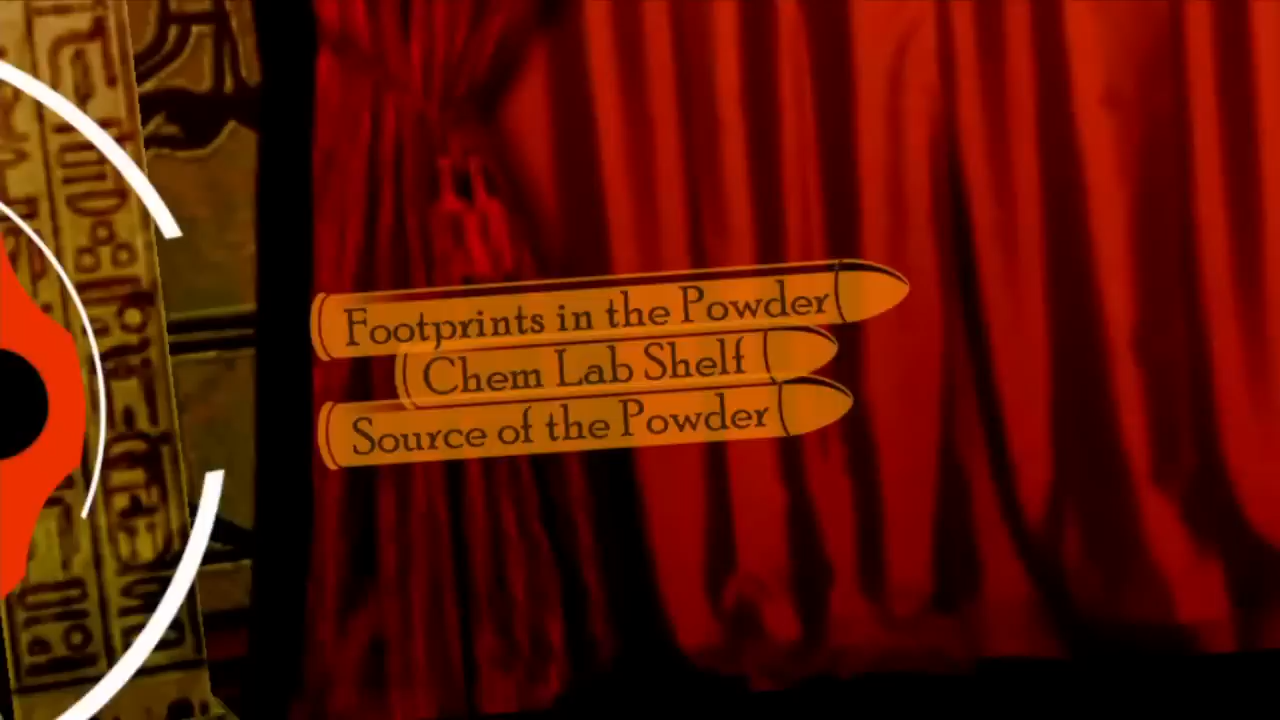 Footprints in the Powder
Chem Lab Shelf
Source of the Powder